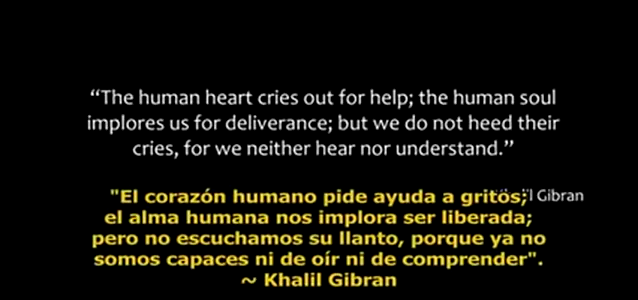 “The human heart cries out for help; the human soul
implores us for deliverance; but we do not heed their
cries, for we neither hear nor understand.”
Gibran
"El corazón humano pide ayuda a gritos;
el alma humana nos implora ser liberada;
pero no escuchamos su llanto, porque ya no
somos capaces ni de oír ni de comprender".
~ Khalil Gibran